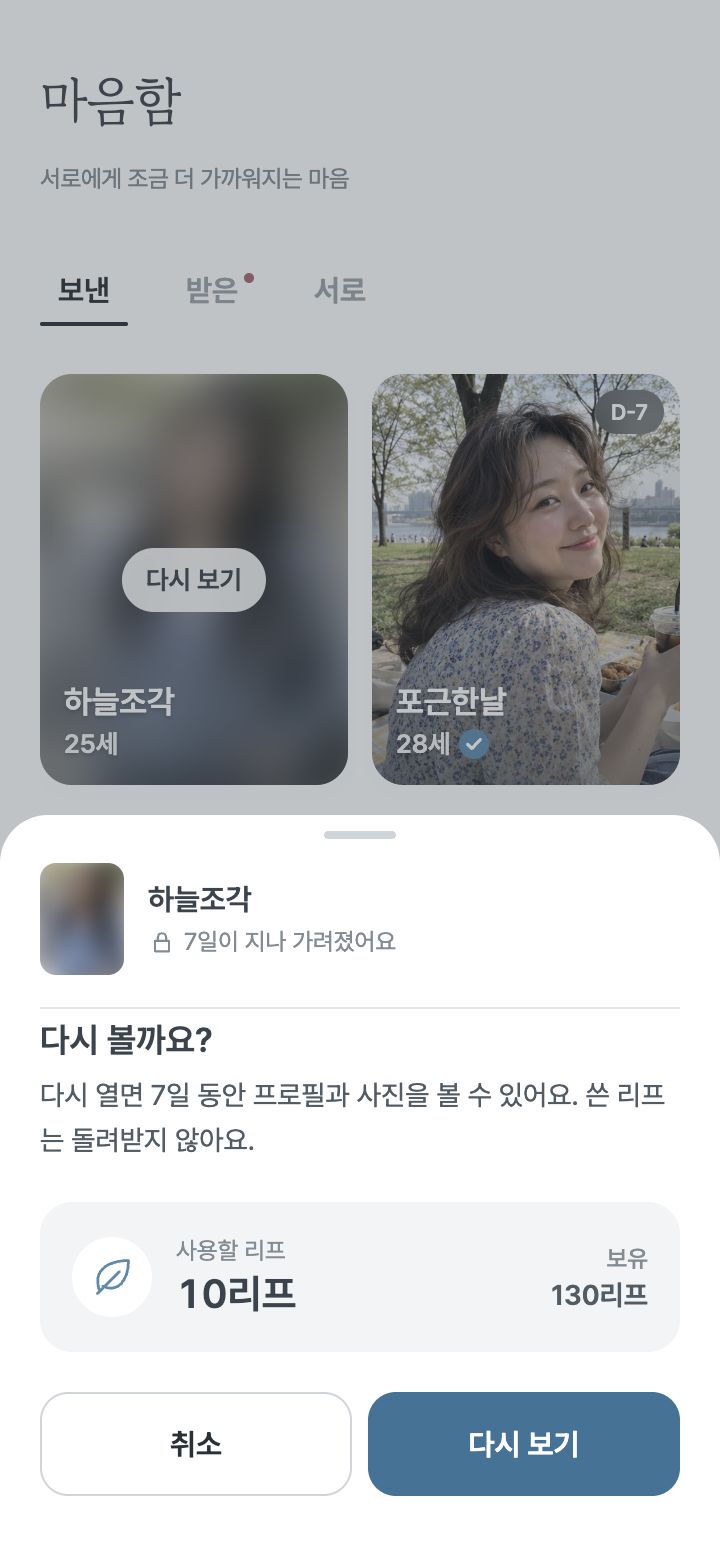 마음함
서로에게 조금 더 가까워지는 마음
보낸 받은 서로
D-7
다시 보기
하늘조각
25세
포근한날
28세
하늘조각
7일이 지나 가려졌어요
다시 볼까요?
다시 열면 7일 동안 프로필과 사진을 볼 수 있어요. 쓴 리프
는 돌려받지 않아요.
사용할 리프
10리프
보유
130리프
취소
다시 보기